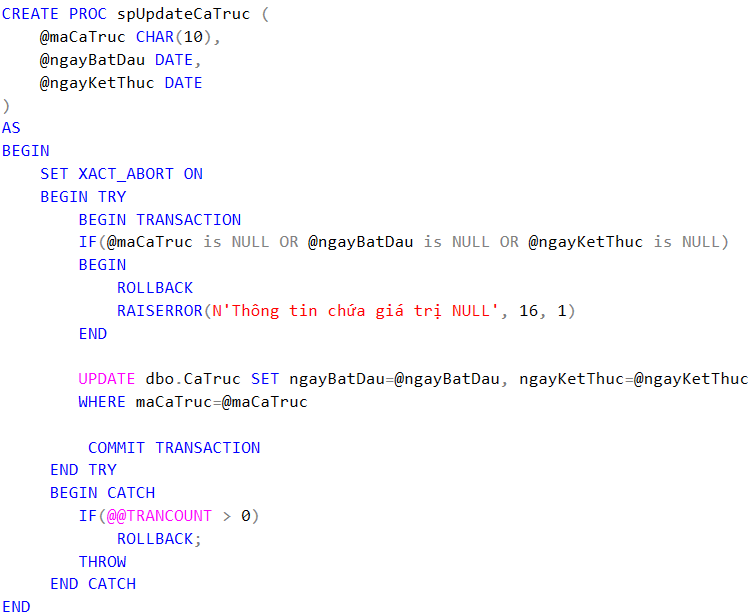 CREATE PROC spUpdateCaTruc (
    @maCaTruc CHAR(10),
    @ngayBatDau DATE,
    @ngayKetThuc DATE
)
AS
BEGIN
    SET XACT_ABORT ON
    BEGIN TRY
        BEGIN TRANSACTION
        IF(@maCaTruc is NULL OR @ngayBatDau is NULL OR @ngayKetThuc is NULL)
        BEGIN
            ROLLBACK
            RAISERROR(N'Thông tin chứa giá trị NULL', 16, 1)
        END

        UPDATE dbo.CaTruc SET ngayBatDau=@ngayBatDau, ngayKetThuc=@ngayKetThuc
        WHERE maCaTruc=@maCaTruc

         COMMIT TRANSACTION
     END TRY
     BEGIN CATCH
        IF(@@TRANCOUNT > 0)
            ROLLBACK;
        THROW
     END CATCH
END